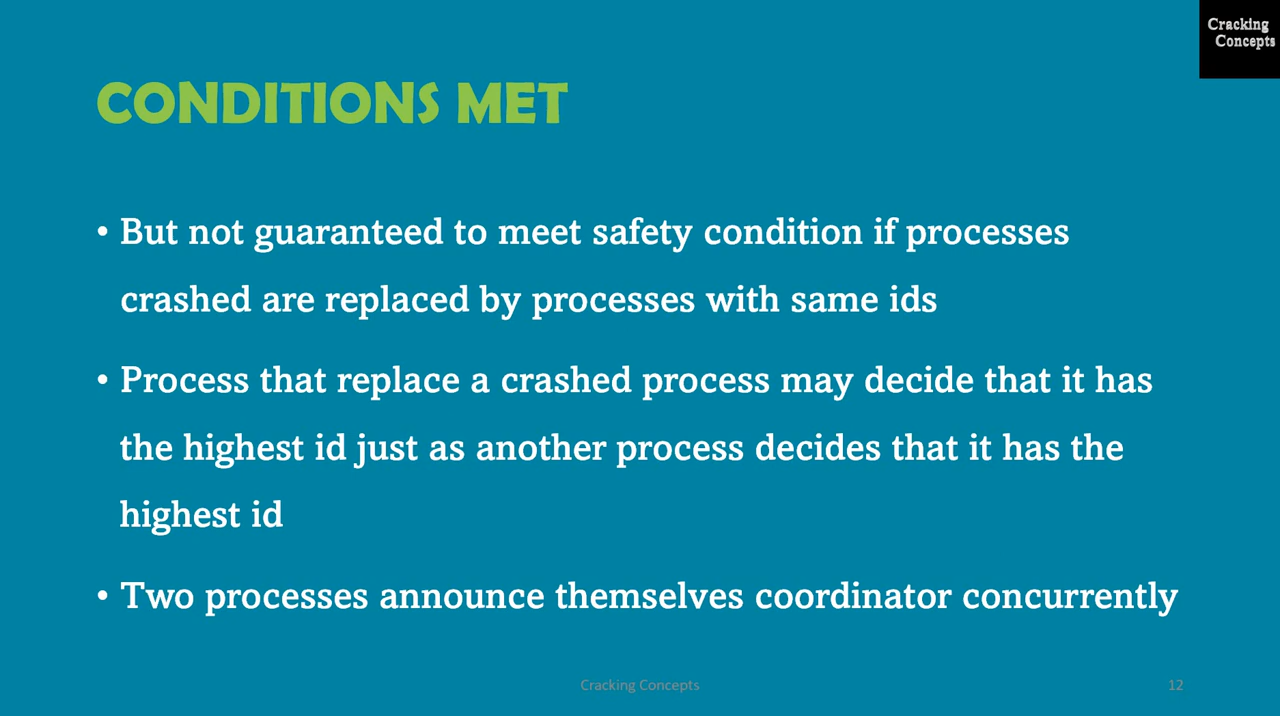 Cracking
Concepts
CONDITIONS MET
• But not guaranteed to meet safety condition if processes
crashed are replaced by processes with same ids
• Process that replace a crashed process may decide that it has
the highest id just as another process decides that it has the
highest id
• Two processes announce themselves coordinator concurrently
Cracking Concepts
12